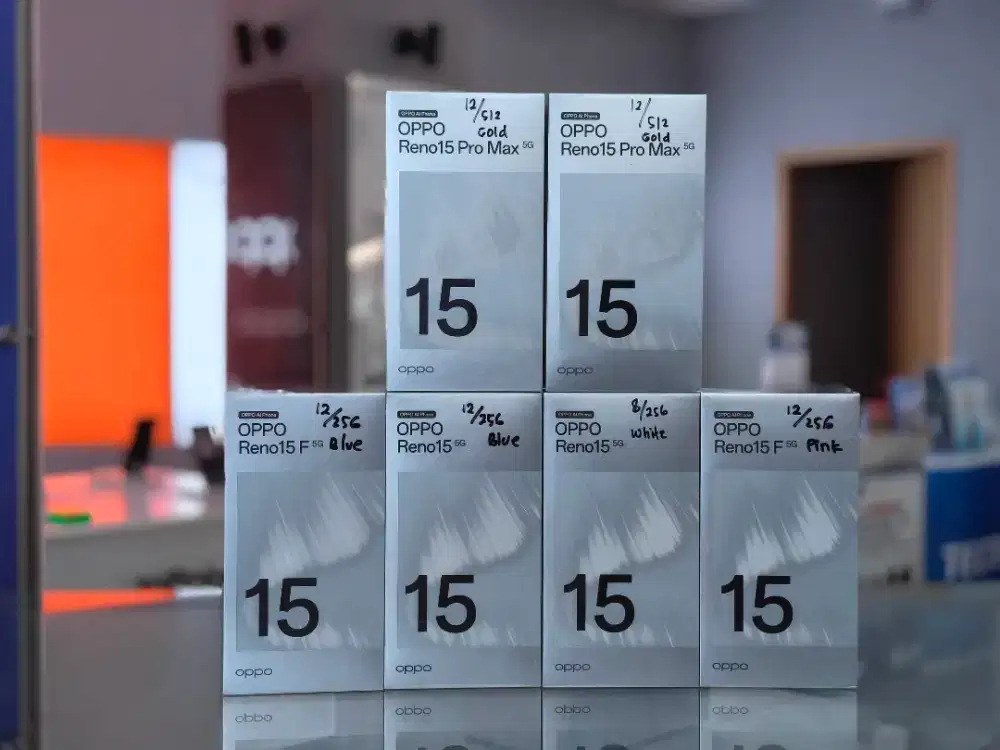 OPPO AI Phone
12/512
OPPO
Gold
Reno15 Pro Max 5G
15
oppo
OPPO AI Phone
12/512
OPPO
Gold
Reno15 Pro Max 5G
15
oppo
OPPO AI Phone
12/256
OPPO
Reno15 F 5G
Blue
15
oppo
OPPO AI Phone
12/256
OPPO
Reno15 5G
Blue
15
oppo
OPPO AI Phone
8/256
OPPO
Reno15 5G
White
15
oppo
OPPO AI Phone
12/256
OPPO
Reno15 F 5G
Pink
15
oppo